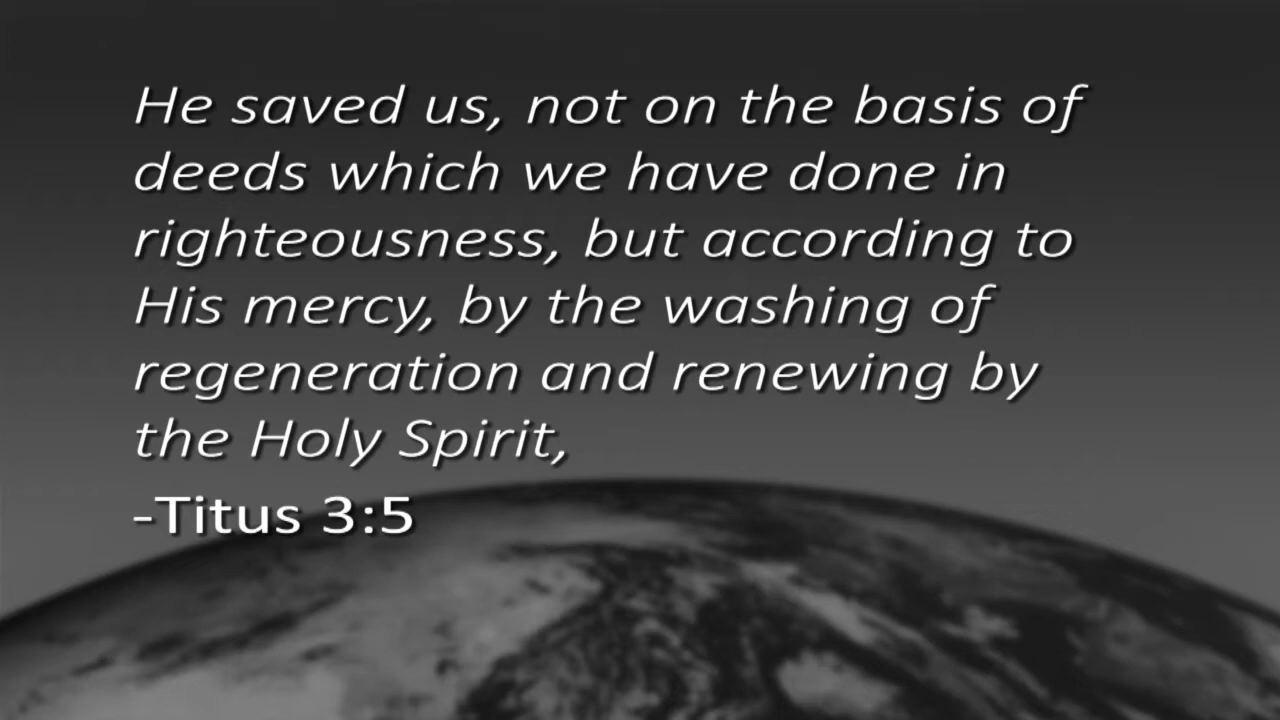 He saved us, not on the basis of
deeds which we have done in
righteousness, but according to
His mercy, by the washing of
regeneration and renewing by
the Holy Spirit,
-Titus 3:5